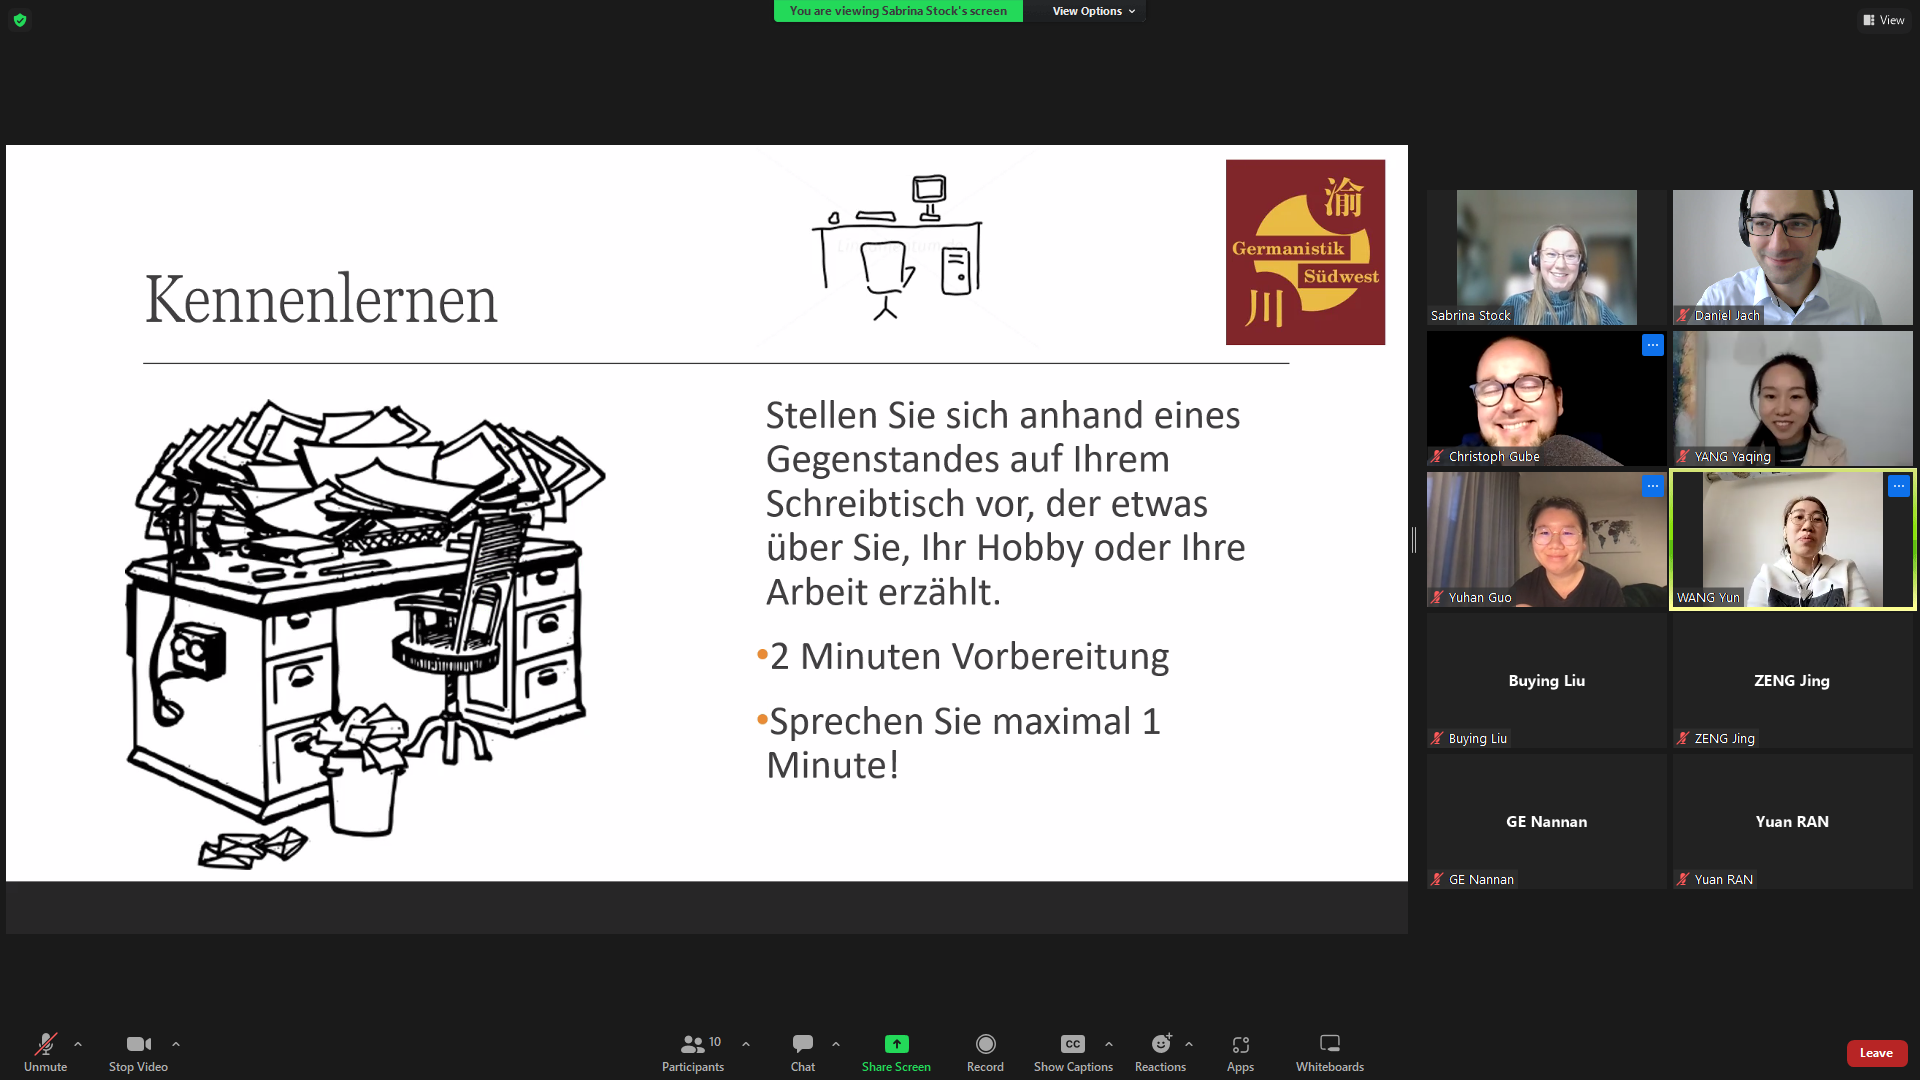 You are viewing Sabrina Stock's screen
View Options
View
Kennenlernen
渝
Germanistik
Südwest
川
Stellen Sie sich anhand eines
Gegenstandes auf Ihrem
Schreibtisch vor, der etwas
über Sie, Ihr Hobby oder Ihre
Arbeit erzählt.
•2 Minuten Vorbereitung
•Sprechen Sie maximal 1
Minute!
Sabrina Stock
Daniel Jach
Christoph Gube
YANG Yaqing
Yuhan Guo
WANG Yun
Buying Liu
ZENG Jing
Buying Liu
ZENG Jing
GE Nannan
Yuan RAN
GE Nannan
Yuan RAN
Unmute
Stop Video
10
Participants
Chat
Share Screen
Record
CC
Show Captions
Reactions
Apps
Whiteboards
Leave